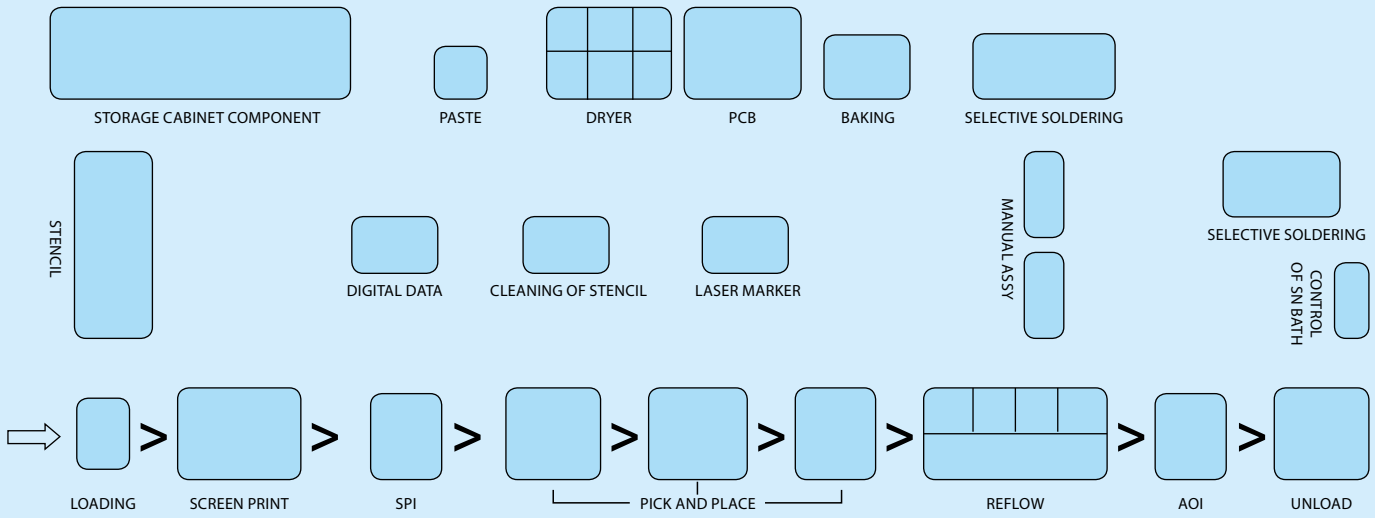 STORAGE CABINET COMPONENT
PASTE
DRYER
PCB
BAKING
SELECTIVE SOLDERING
STENCIL
DIGITAL DATA
CLEANING OF STENCIL
LASER MARKER
MANUAL ASSY
SELECTIVE SOLDERING
CONTROL
OF SN BATH
> > > > > > > >
LOADING
SCREEN PRINT
SPI
PICK AND PLACE
REFLOW
AOI
UNLOAD